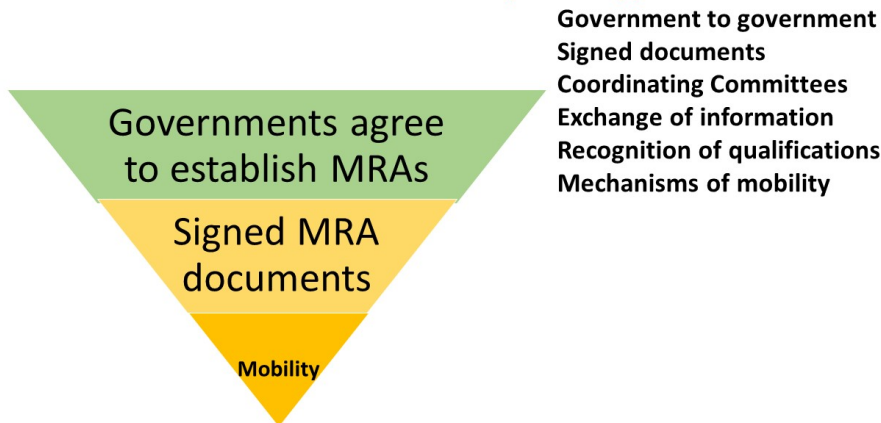 Government to government
Signed documents
Coordinating Committees
Exchange of information
Recognition of qualifications
Mechanisms of mobility
Governments agree
to establish MRAs
Signed MRA
documents
Mobility